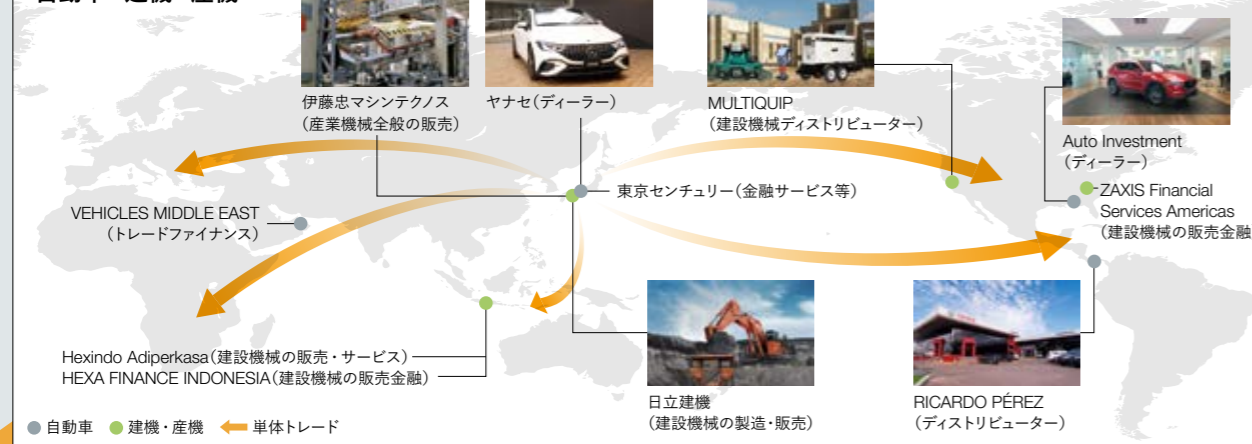 伊藤忠マシンテクノス
（産業機械全般の販売）
ヤナセ（ディーラー）
MULTIQUIP
（建設機械ディストリビューター）
Auto Investment
（ディーラー）
ZAXIS Financial
Services Americas
（建設機械の販売金融
東京センチュリー（金融サービス等）
VEHICLES MIDDLE EAST
（トレードファイナンス）
Hexindo Adiperkasa（建設機械の販売・サービス）
HEXA FINANCE INDONESIA（建設機械の販売金融）
日立建機
（建設機械の製造・販売）
RICARDO PÉREZ
（ディストリビューター）
自動車 建機・産機 単体トレード